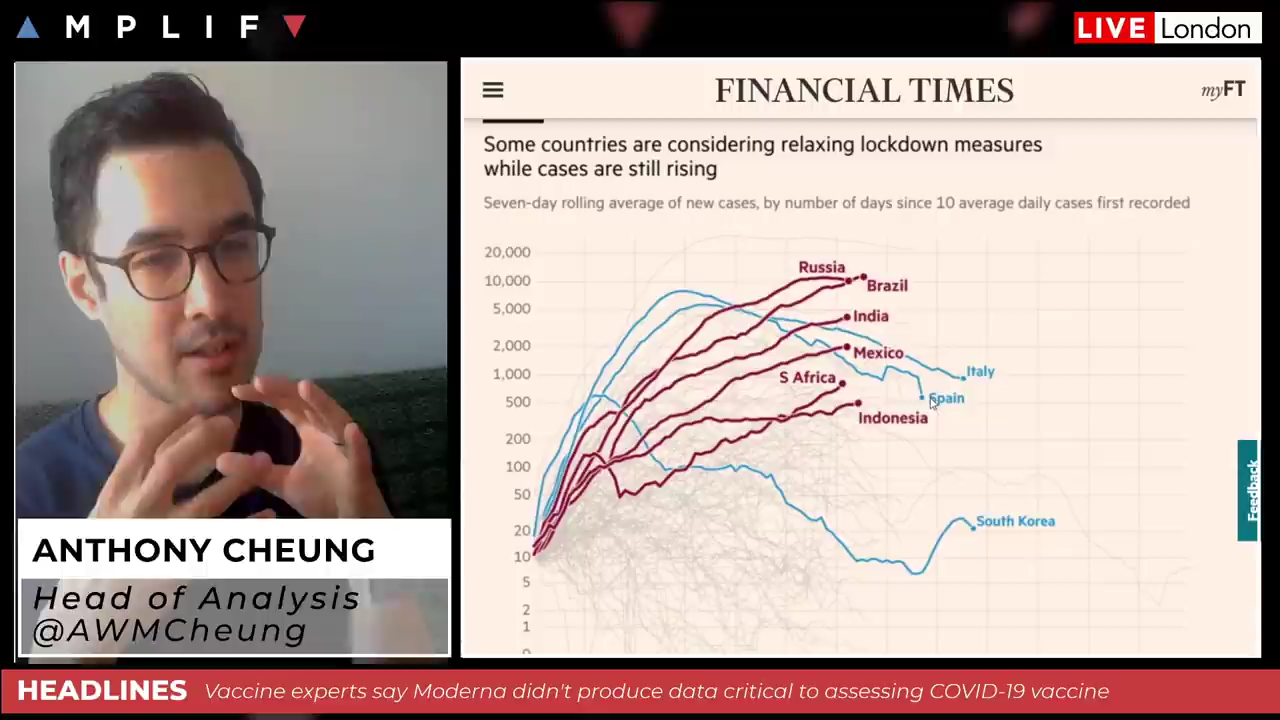 ▲ M P L I F ▼
LIVE London
FINANCIAL TIMES
myFT
Some countries are considering relaxing lockdown measures
while cases are still rising
Seven-day rolling average of new cases, by number of days since 10 average daily cases first recorded
20,000
10,000
5,000
2,000
1,000
500
200
100
50
20
10
5
2
1
0
Russia
Brazil
India
Mexico
Italy
S Africa
Spain
Indonesia
South Korea
Feedback
ANTHONY CHEUNG
Head of Analysis
@AWMCheung
HEADLINES Vaccine experts say Moderna didn't produce data critical to assessing COVID-19 vaccine